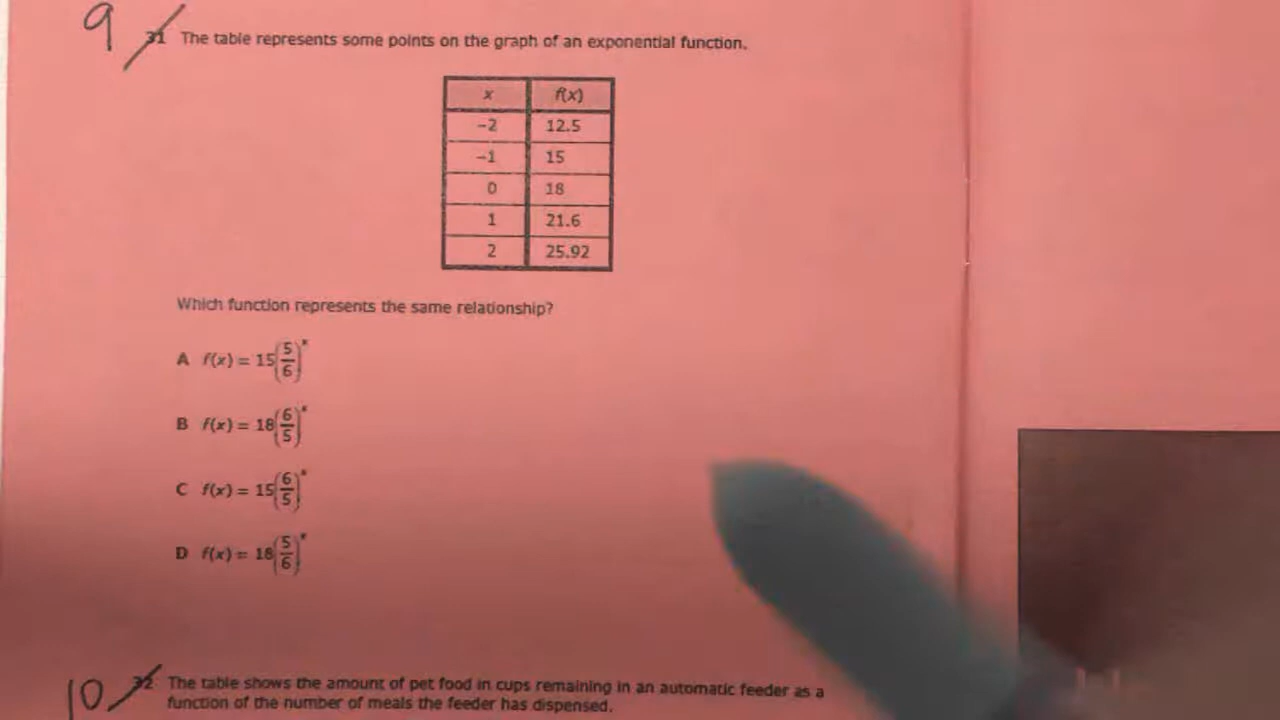 9 31 The table represents some points on the graph of an exponential function.
x f(x)
-2 12.5
-1 15
0 18
1 21.6
2 25.92
Which function represents the same relationship?
A f(x) = 15(5/6)^x
B f(x) = 18(6/5)^x
C f(x) = 15(6/5)^x
D f(x) = 18(5/6)^x
10 32 The table shows the amount of pet food in cups remaining in an automatic feeder as a
function of the number of meals the feeder has dispensed.